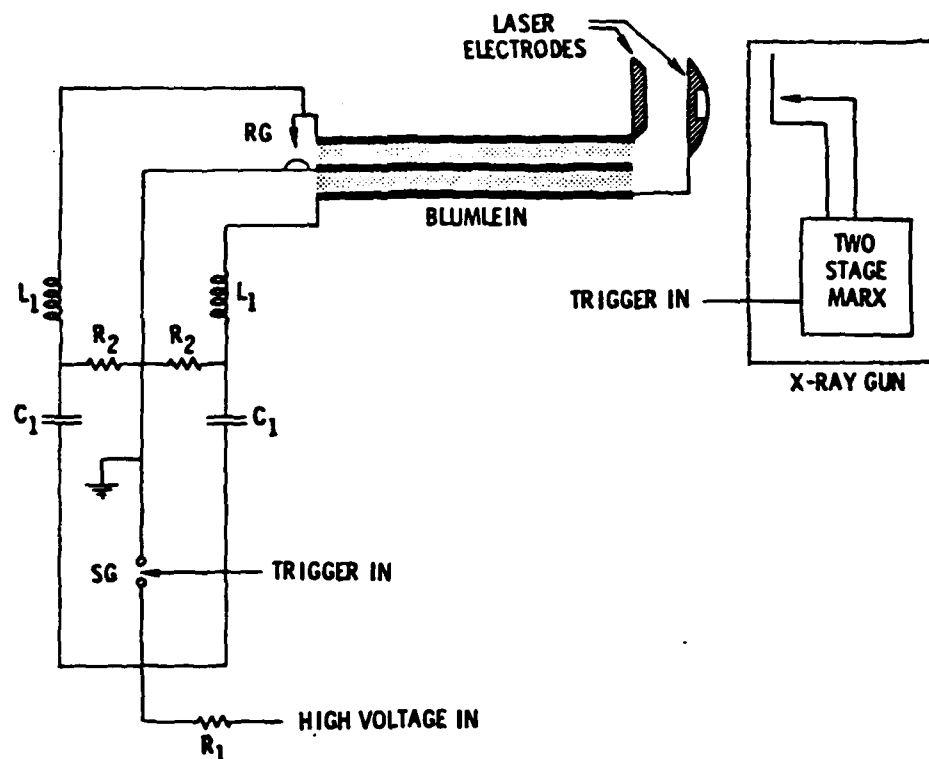 LASER
ELECTRODES
RG
BLUMLEIN
TWO
STAGE
MARX
TRIGGER IN
X-RAY GUN
L1
L1
R2
R2
C1
C1
SG
TRIGGER IN
HIGH VOLTAGE IN
R1